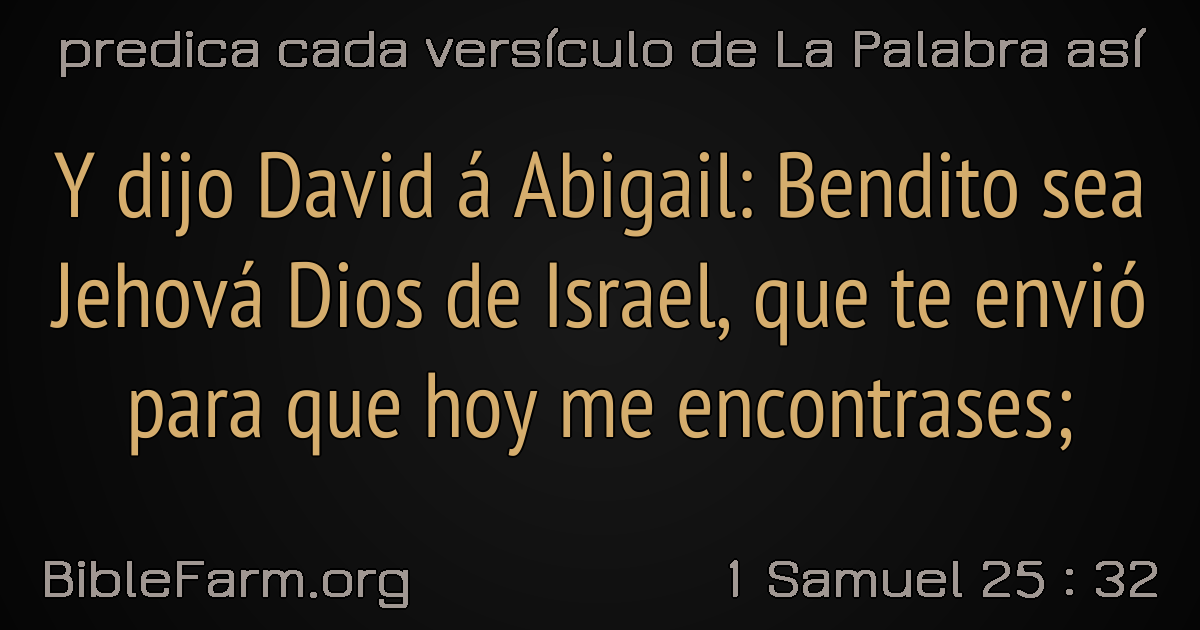 predica cada versículo de La Palabra así
Y dijo David á Abigail: Bendito sea
Jehová Dios de Israel, que te envió
para que hoy me encontrases;
BibleFarm.org
1 Samuel 25 : 32